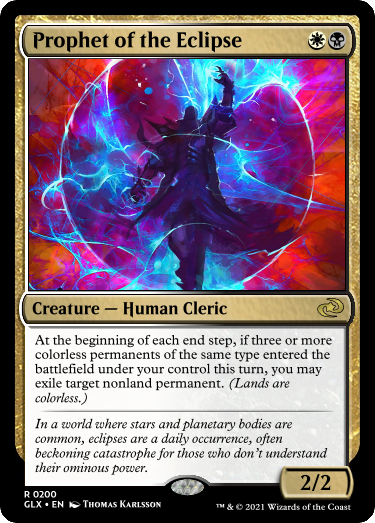 Prophet of the Eclipse
Creature — Human Cleric
At the beginning of each end step, if three or more
colorless permanents of the same type entered the
battlefield under your control this turn, you may
exile target nonland permanent. (Lands are
colorless.)
In a world where stars and planetary bodies are
common, eclipses are a daily occurrence, often
beckoning catastrophe for those who don't understand
their ominous power.
2/2
R 0200
GLX • EN Thomas Karlsson
™ & © 2021 Wizards of the Coast